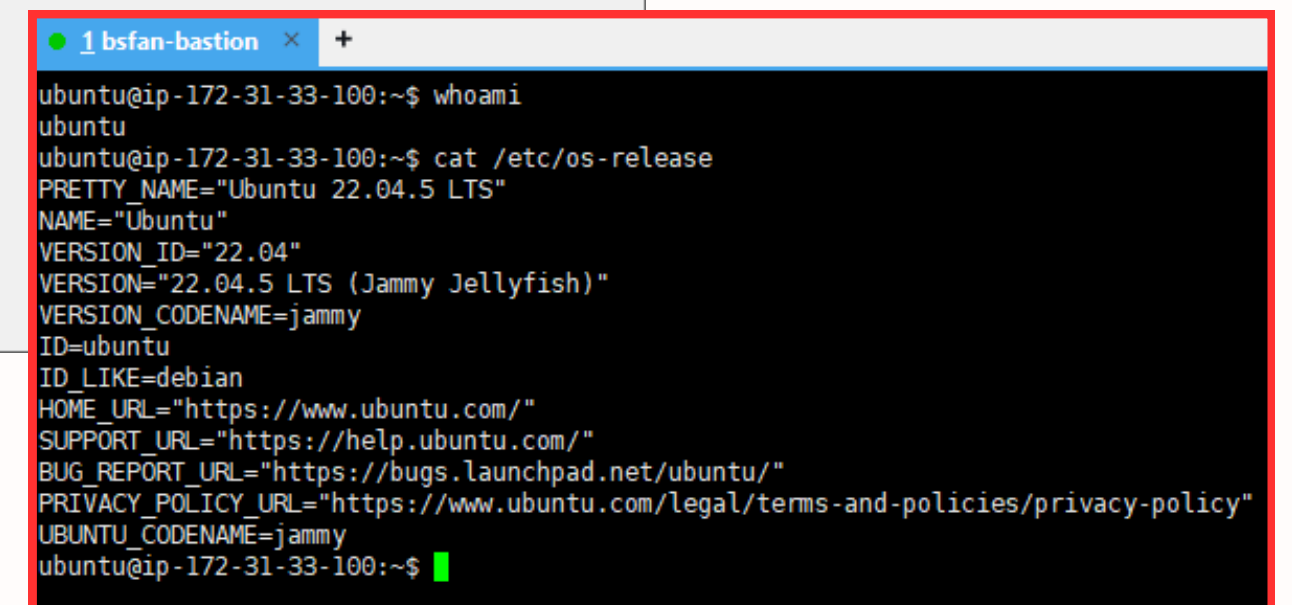 1 bsfan-bastion × +
ubuntu@ip-172-31-33-100:~$ whoami
ubuntu
ubuntu@ip-172-31-33-100:~$ cat /etc/os-release
PRETTY_NAME="Ubuntu 22.04.5 LTS"
NAME="Ubuntu"
VERSION_ID="22.04"
VERSION="22.04.5 LTS (Jammy Jellyfish)"
VERSION_CODENAME=jammy
ID=ubuntu
ID_LIKE=debian
HOME_URL="https://www.ubuntu.com/"
SUPPORT_URL="https://help.ubuntu.com/"
BUG_REPORT_URL="https://bugs.launchpad.net/ubuntu/"
PRIVACY_POLICY_URL="https://www.ubuntu.com/legal/terms-and-policies/privacy-policy"
UBUNTU_CODENAME=jammy
ubuntu@ip-172-31-33-100:~$